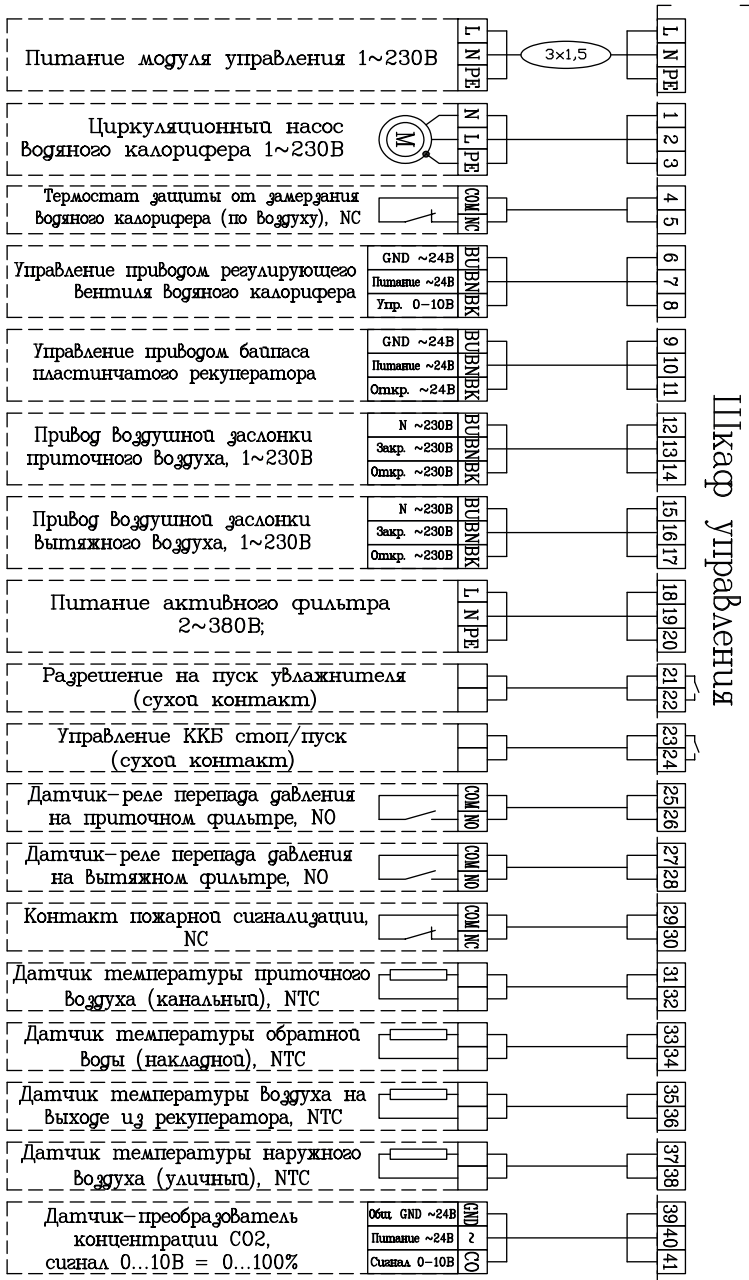 Питание модуля управления 1~230В
L
N
PE
3x1,5
L
N
PE
Циркуляционный насос
водяного калорифера 1~230В
M
N
L
PE
1
2
3
Термостат защиты от замерзания
водяного калорифера (по воздуху), NC
COM
NC
4
5
Управление приводом регулирующего
вентиля водяного калорифера
GND ~24В
Питание ~24В
Упр. 0-10В
BU
BN
BK
6
7
8
Управление приводом байпаса
пластинчатого рекуператора
GND ~24В
Питание ~24В
Откр. ~24В
BU
BN
BK
9
10
11
Привод воздушной заслонки
приточного воздуха, 1~230В
N ~230В
Закр. ~230В
Откр. ~230В
BU
BN
BK
12
13
14
Привод воздушной заслонки
вытяжного воздуха, 1~230В
N ~230В
Закр. ~230В
Откр. ~230В
BU
BN
BK
15
16
17
Питание активного фильтра
2~380В;
L
N
PE
18
19
20
Разрешение на пуск увлажнителя
(сухой контакт)
21
22
Управление ККБ стоп/пуск
(сухой контакт)
23
24
Датчик-реле перепада давления
на приточном фильтре, NO
COM
NO
25
26
Датчик-реле перепада давления
на вытяжном фильтре, NO
COM
NO
27
28
Контакт пожарной сигнализации,
NC
COM
NC
29
30
Датчик температуры приточного
воздуха (канальный), NTC
31
32
Датчик температуры обратной
воды (накладной), NTC
33
34
Датчик температуры воздуха на
выходе из рекуператора, NTC
35
36
Датчик температуры наружного
воздуха (уличный), NTC
37
38
Датчик-преобразователь
концентрации CO2,
сигнал 0...10В = 0...100%
Общ. GND ~24В
Питание ~24В
Сигнал 0-10В
GND
~
CO
39
40
41
Шкаф управления